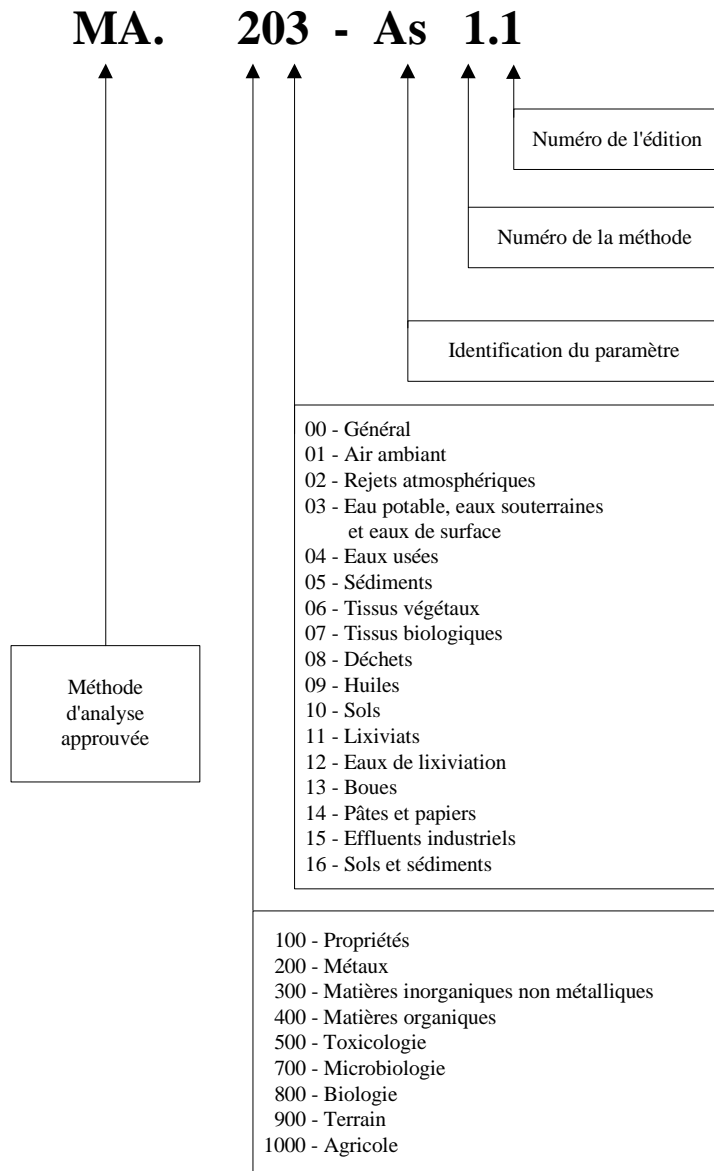 MA. 203 - As 1.1
Numéro de l'édition
Numéro de la méthode
Identification du paramètre
00 - Général
01 - Air ambiant
02 - Rejets atmosphériques
03 - Eau potable, eaux souterraines
et eaux de surface
04 - Eaux usées
05 - Sédiments
06 - Tissus végétaux
07 - Tissus biologiques
08 - Déchets
09 - Huiles
10 - Sols
11 - Lixiviats
12 - Eaux de lixiviation
13 - Boues
14 - Pâtes et papiers
15 - Effluents industriels
16 - Sols et sédiments
Méthode
d'analyse
approuvée
100 - Propriétés
200 - Métaux
300 - Matières inorganiques non métalliques
400 - Matières organiques
500 - Toxicologie
700 - Microbiologie
800 - Biologie
900 - Terrain
1000 - Agricole